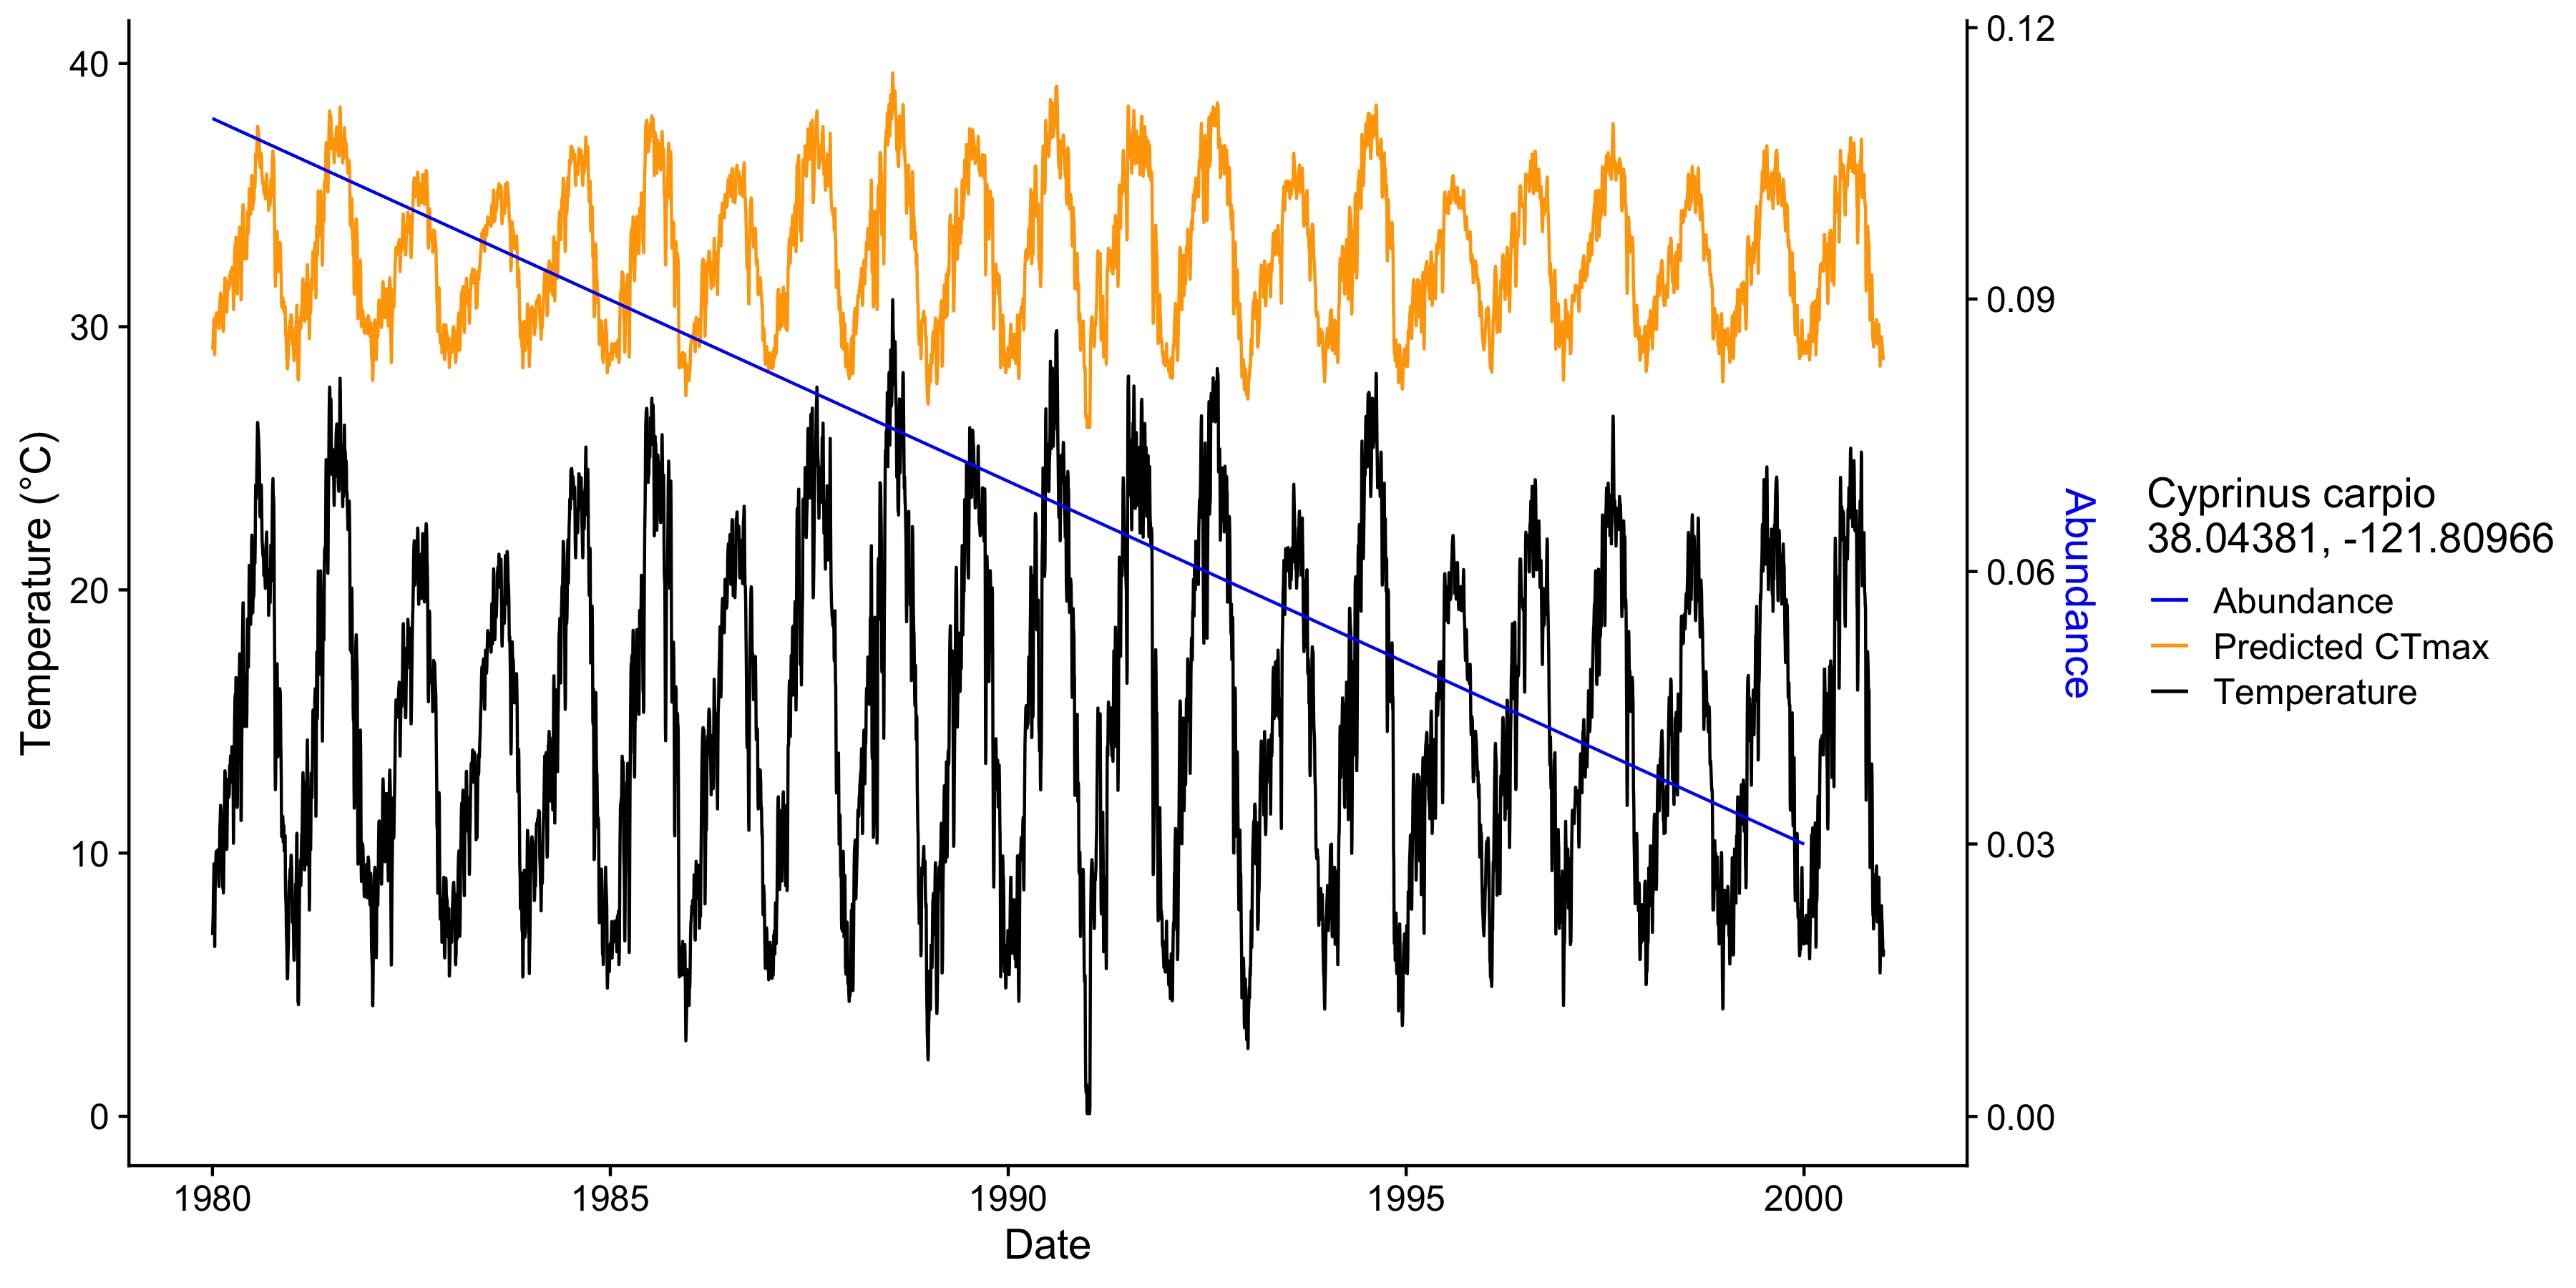 40
30
20
10
0
Temperature (°C)
1980
1985
1990
1995
2000
Date
0.12
0.09
0.06
0.03
0.00
Abundance
Cyprinus carpio
38.04381, -121.80966
Abundance
Predicted CTmax
Temperature